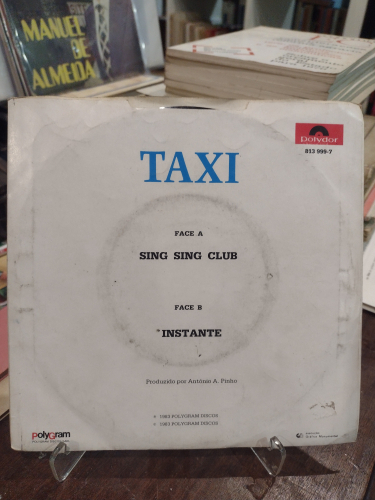 MANUEL
DE
ALMEIDA
polydor
813 999-7
TAXI
FACE A
SING SING CLUB
FACE B
INSTANTE
Produzido por António A. Pinho
polygram
℗ 1983 POLYGRAM DISCOS
© 1983 POLYGRAM DISCOS